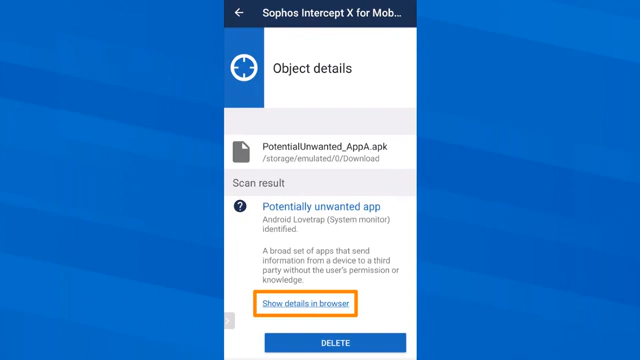 Sophos Intercept X for Mob...
Object details
PotentialUnwanted_AppA.apk
/storage/emulated/0/Download
Scan result
Potentially unwanted app
Android Lovetrap (System monitor)
identified.
A broad set of apps that send
information from a device to a third
party without the user's permission or
knowledge.
Show details in browser
DELETE